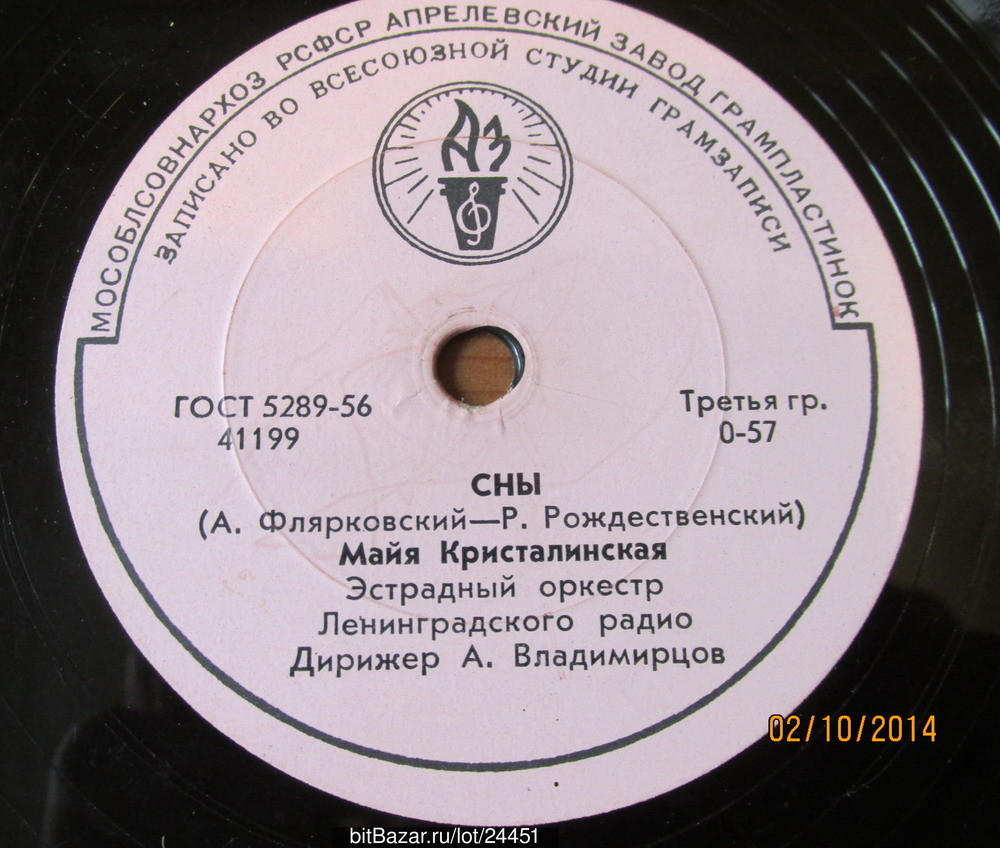 МОСОБЛСОВНАРХОЗ РСФСР АПРЕЛЕВСКИЙ ЗАВОД ГРАМПЛАСТИНОК
ЗАПИСАНО ВО ВСЕСОЮЗНОЙ СТУДИИ ГРАМЗАПИСИ
АЗ
ГОСТ 5289-56
41199
Третья гр.
0-57
СНЫ
(А. Флярковский—Р. Рождественский)
Майя Кристалинская
Эстрадный оркестр
Ленинградского радио
Дирижер А. Владимирцов
02/10/2014
bitBazar.ru/lot/24451